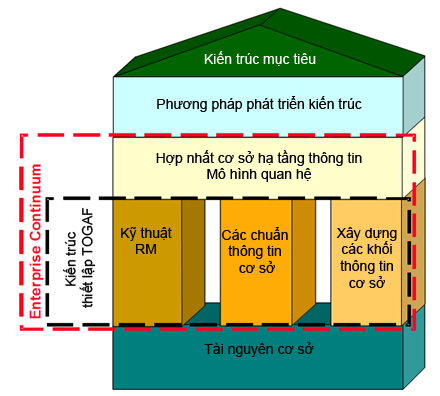 Kiến trúc mục tiêu
Phương pháp phát triển kiến trúc
Hợp nhất cơ sở hạ tầng thông tin
Mô hình quan hệ
Enterprise Continuum
Kiến trúc
thiết lập TOGAF
Kỹ thuật
RM
Các chuẩn
thông tin
cơ sở
Xây dựng
các khối
thông tin
cơ sở
Tài nguyên cơ sở